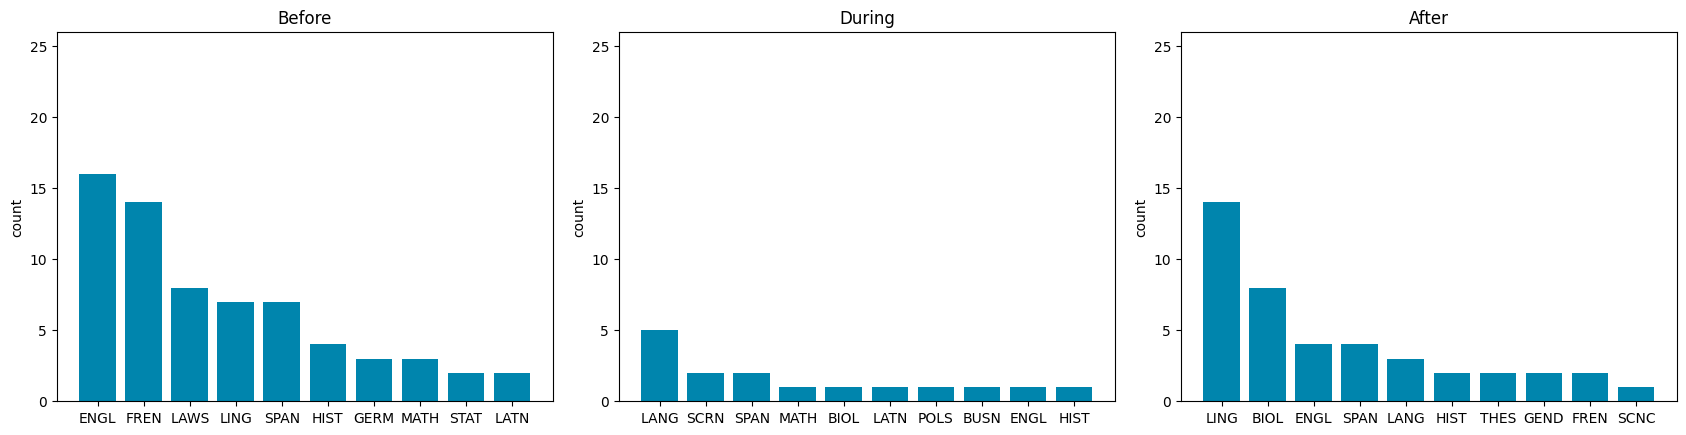 Before
count
25
20
15
10
5
0
ENGL FREN LAWS LING SPAN HIST GERM MATH STAT LATN
During
count
25
20
15
10
5
0
LANG SCRN SPAN MATH BIOL LATN POLS BUSN ENGL HIST
After
count
25
20
15
10
5
0
LING BIOL ENGL SPAN LANG HIST THES GEND FREN SCNC